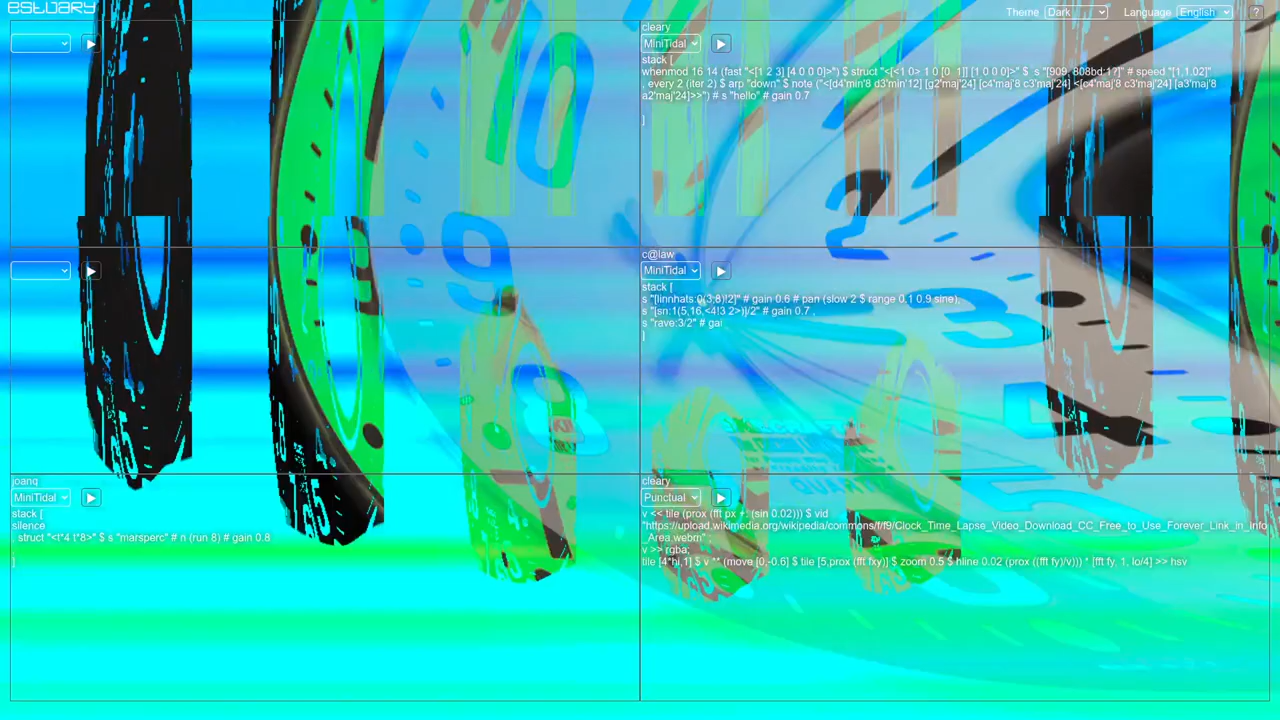 estuary
Theme Dark Language English ?
cleary
MiniTidal
stack [
whenmod 16 14 (fast "<[1 2 3] [4 0 0 0]>") $ struct "<[<1 0> 1 0 [0 1]] [1 0 0 0]>" $ s "[909, 808bd:1?]" # speed "[1,1.02]"
, every 2 (iter 2) $ arp "down" $ note ("<[d4'min'8 d3'min'12] [g2'maj'24] [c4'maj'8 c3'maj'24] <[c4'maj'8 c3'maj'24] [a3'maj'8
a2'maj'24]>>") # s "hello" # gain 0.7
]
c@law
MiniTidal
stack [
s "[linnhats:0(3,8)!2]" # gain 0.6 # pan (slow 2 $ range 0.1 0.9 sine),
s "[sn:1(5,16,<4!3 2>)]/2" # gain 0.7 ,
s "rave:3/2" # gai
]
joanq
MiniTidal
stack [
silence
, struct "<t*4 t*8>" $ s "marsperc" # n (run 8) # gain 0.8
]
cleary
Punctual
v << tile (prox (fft px +: (sin 0.02))) $ vid
"https://upload.wikimedia.org/wikipedia/commons/f/f9/Clock_Time_Lapse_Video_Download_CC_Free_to_Use_Forever_Link_in_Info
_Area.webm" ;
v >> rgba;
tile [4*hi,1] $ v ** (move [0,-0.6] $ tile [5,prox (fft fxy)] $ zoom 0.5 $ hline 0.02 (prox ((fft fy)/v))) * [fft fy, 1, lo/4] >> hsv
2
3
4
5
9
10
8
QUARTZ